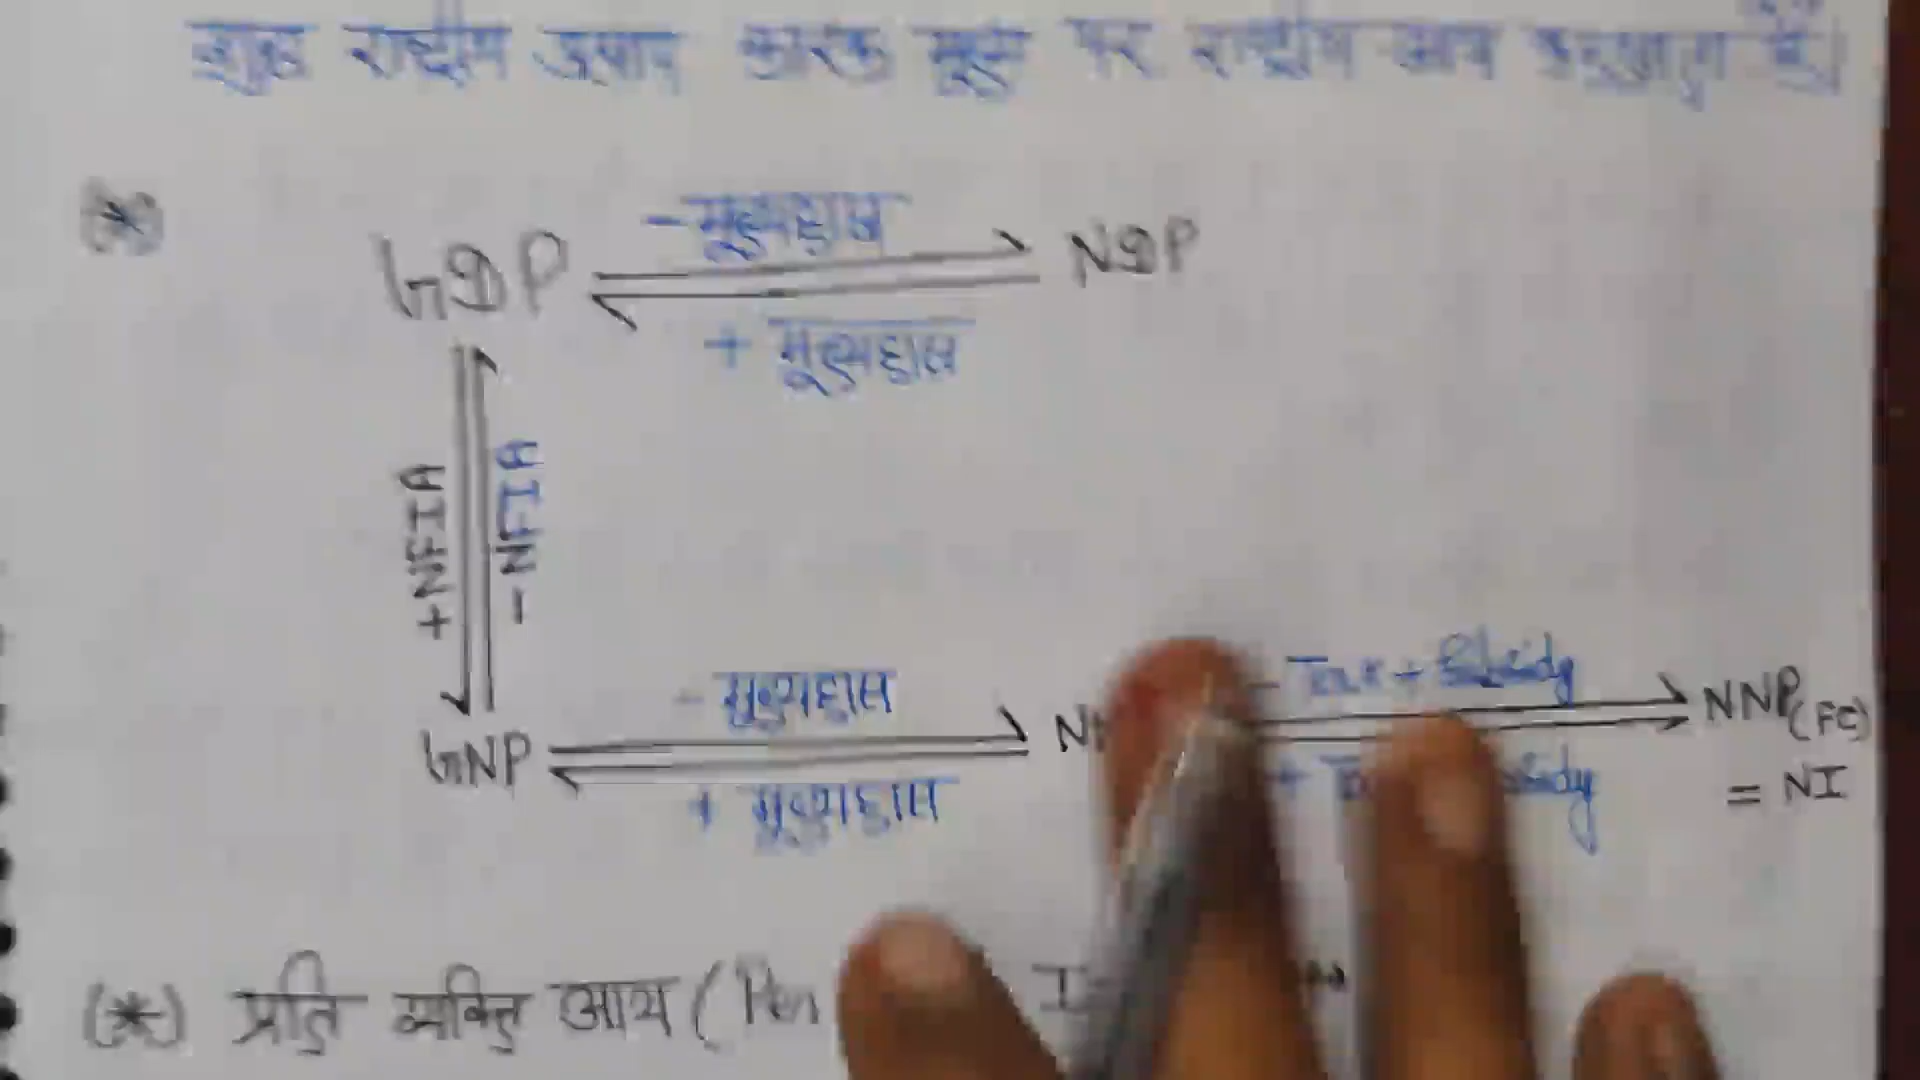 शुद्ध राष्ट्रीय उत्पाद कारक मूल्य पर राष्ट्रीय आय कहलाता है।
(*)
- मूल्यह्रास
GDP NDP
+ मूल्यह्रास
+NFIA
-NFIA
- मूल्यह्रास - Tax + Subsidy
GNP NNP(FC)
+ मूल्यह्रास +
= NI
(*) प्रति व्यक्ति आय (Per